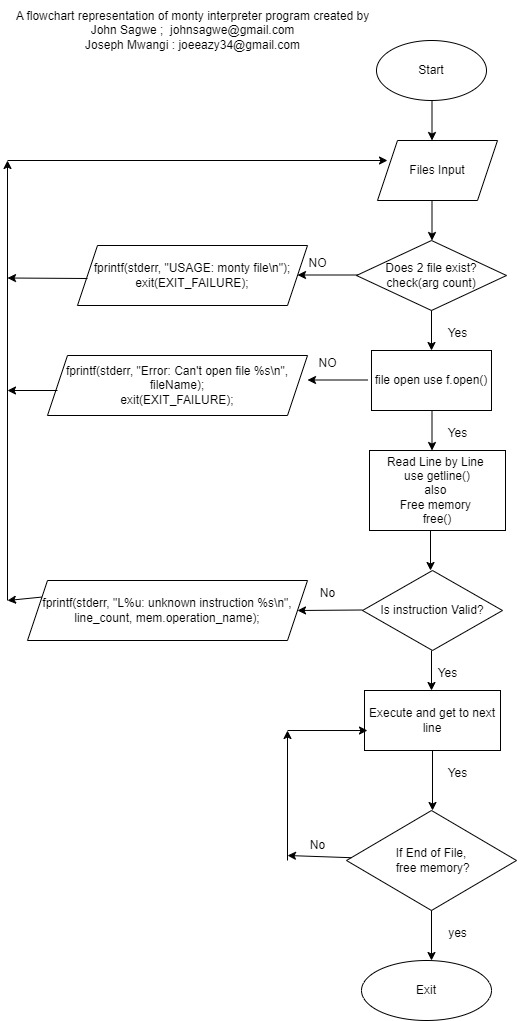 A flowchart representation of monty interpreter program created by
John Sagwe ; johnsagwe@gmail.com
Joseph Mwangi : joeeazy34@gmail.com
Start
Files Input
Does 2 file exist?
check(arg count)
NO
fprintf(stderr, "USAGE: monty file\n");
exit(EXIT_FAILURE);
Yes
file open use f.open()
NO
fprintf(stderr, "Error: Can't open file %s\n",
fileName);
exit(EXIT_FAILURE);
Yes
Read Line by Line
use getline()
also
Free memory
free()
Is instruction Valid?
No
fprintf(stderr, "L%u: unknown instruction %s\n",
line_count, mem.operation_name);
Yes
Execute and get to next
line
Yes
If End of File,
free memory?
No
yes
Exit